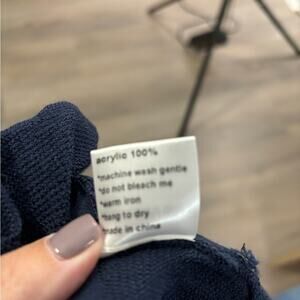 acrylic 100%
*machine wash gentle
*do not bleach me
*warm iron
*hang to dry
made in china